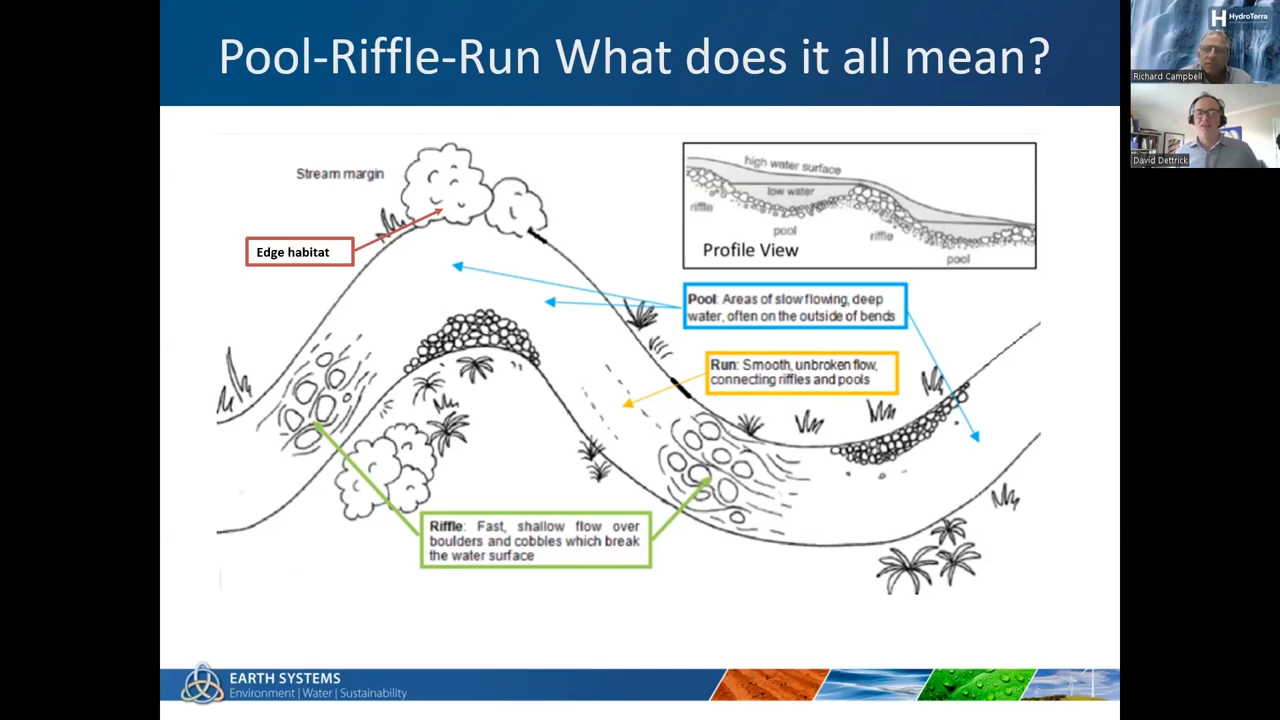 Pool-Riffle-Run What does it all mean?
HydroTerra
Richard Campbell
David Dettrick
Stream margin
Edge habitat
high water surface
low water
riffle
pool
riffle
pool
Profile View
Pool: Areas of slow flowing, deep
water, often on the outside of bends
Run: Smooth, unbroken flow,
connecting riffles and pools
Riffle: Fast, shallow flow over
boulders and cobbles which break
the water surface
EARTH SYSTEMS
Environment | Water | Sustainability